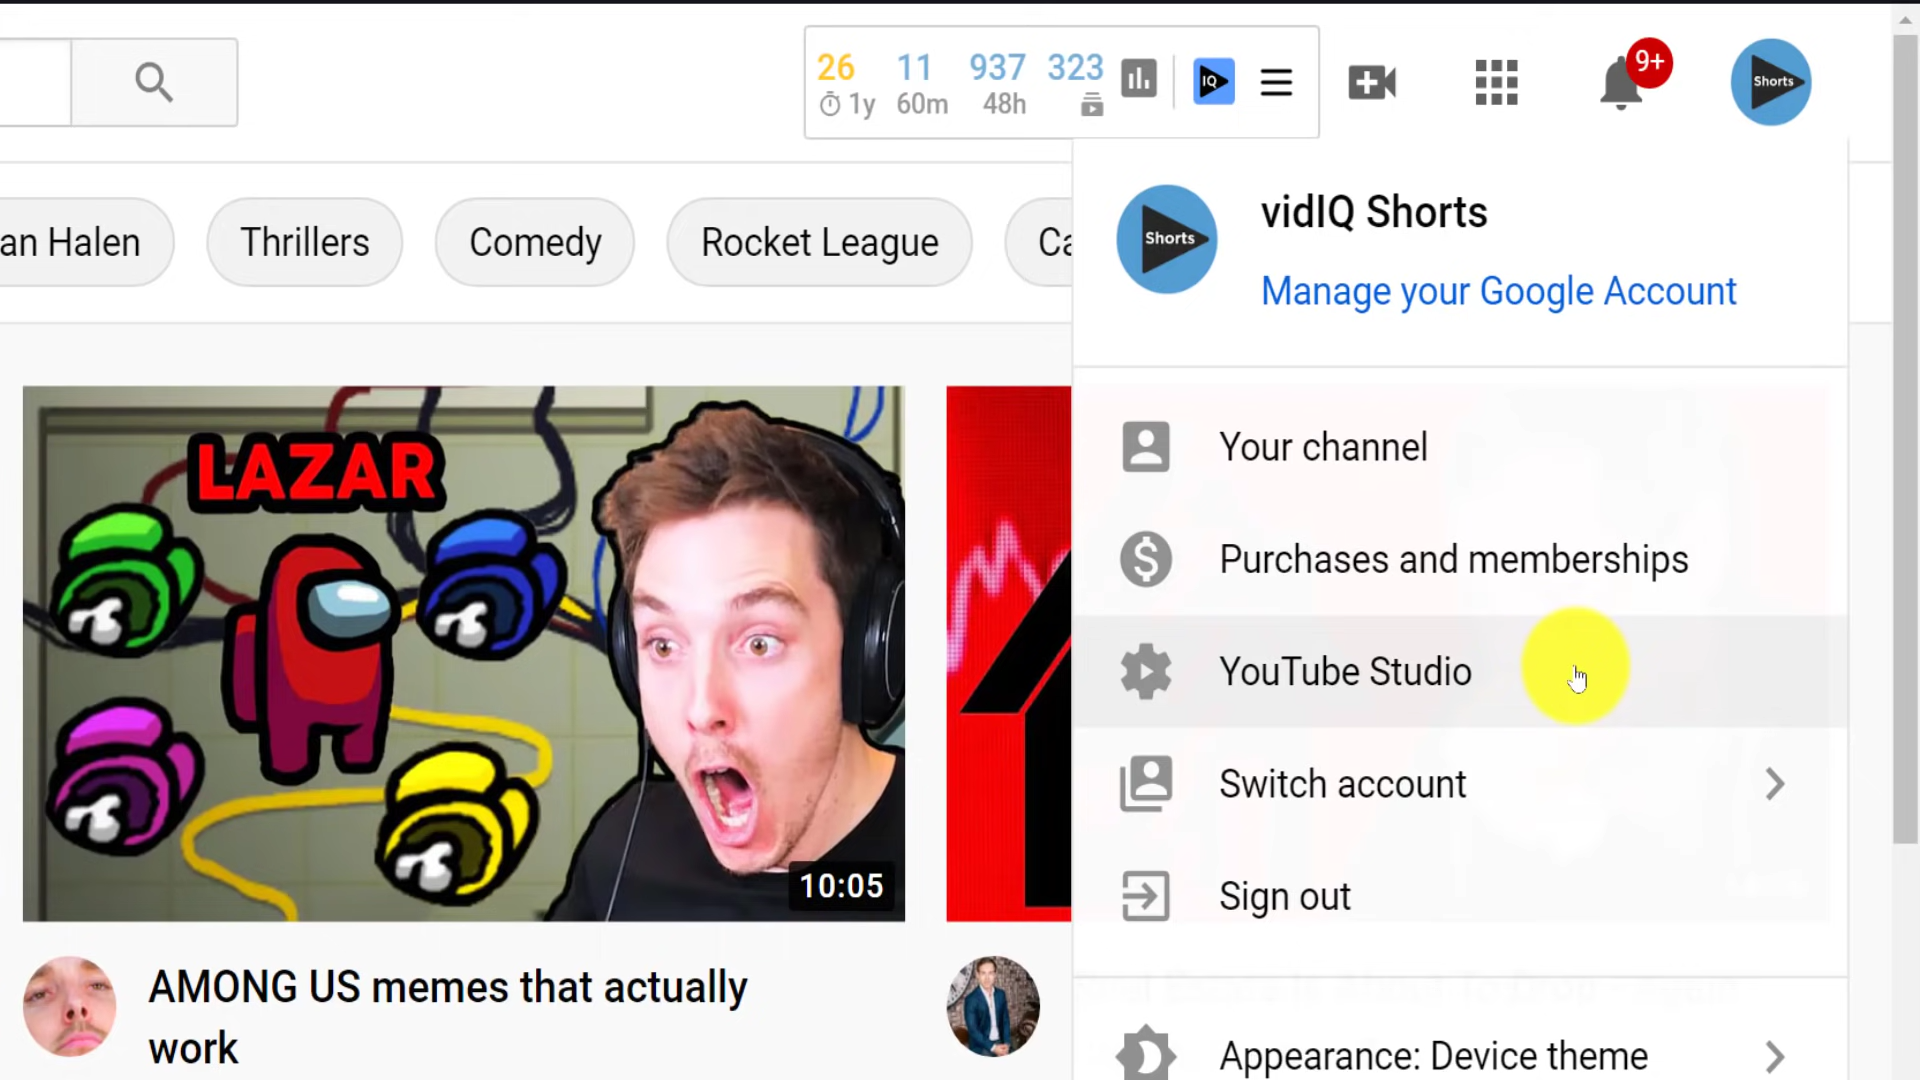 26 11 937 323
1y 60m 48h
IQ
9+
Shorts
an Halen
Thrillers
Comedy
Rocket League
Ca
Shorts
vidIQ Shorts
Manage your Google Account
Your channel
Purchases and memberships
YouTube Studio
Switch account
Sign out
Appearance: Device theme
LAZAR
10:05
AMONG US memes that actually
work